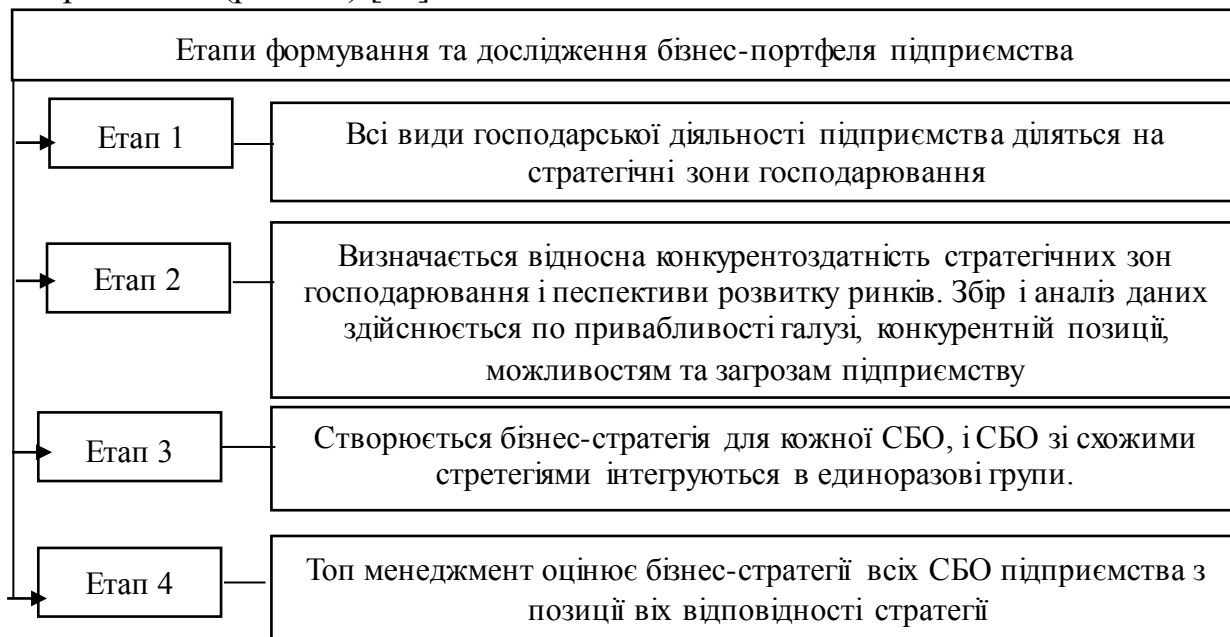 Етапи формування та дослідження бізнес-портфеля підприємства
Етап 1
Всі види господарської діяльності підприємства діляться на
стратегічні зони господарювання
Етап 2
Визначається відносна конкурентоздатність стратегічних зон
господарювання і песпективи розвитку ринків. Збір і аналіз даних
здійснюється по привабливості галузі, конкурентній позиції,
можливостям та загрозам підприємству
Етап 3
Створюється бізнес-стратегія для кожної СБО, і СБО зі схожими
стретегіями інтегруються в единоразові групи.
Етап 4
Топ менеджмент оцінює бізнес-стратегії всіх СБО підприємства з
позиції віх відповідності стратегії